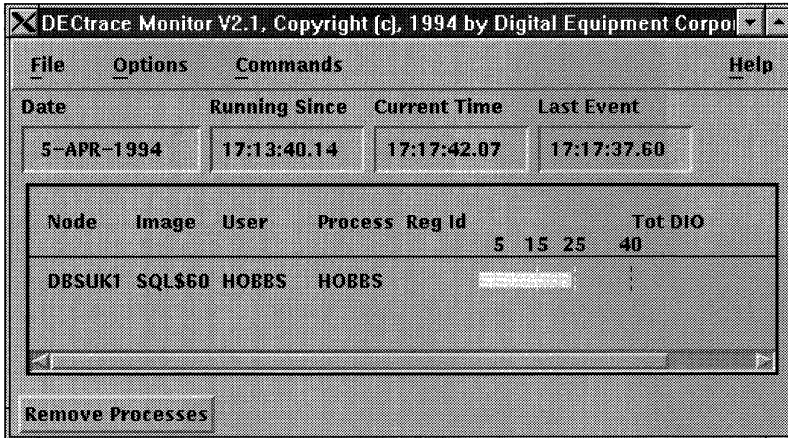 DECtrace Monitor V2.1, Copyright (c), 1994 by Digital Equipment Corpo
File Options Commands Help
Date Running Since Current Time Last Event
5-APR-1994 17:13:40.14 17:17:42.07 17:17:37.60
Node Image User Process Reg Id Tot DIO
5 15 25 40
DBSUK1 SQL$60 HOBBS HOBBS
Remove Processes